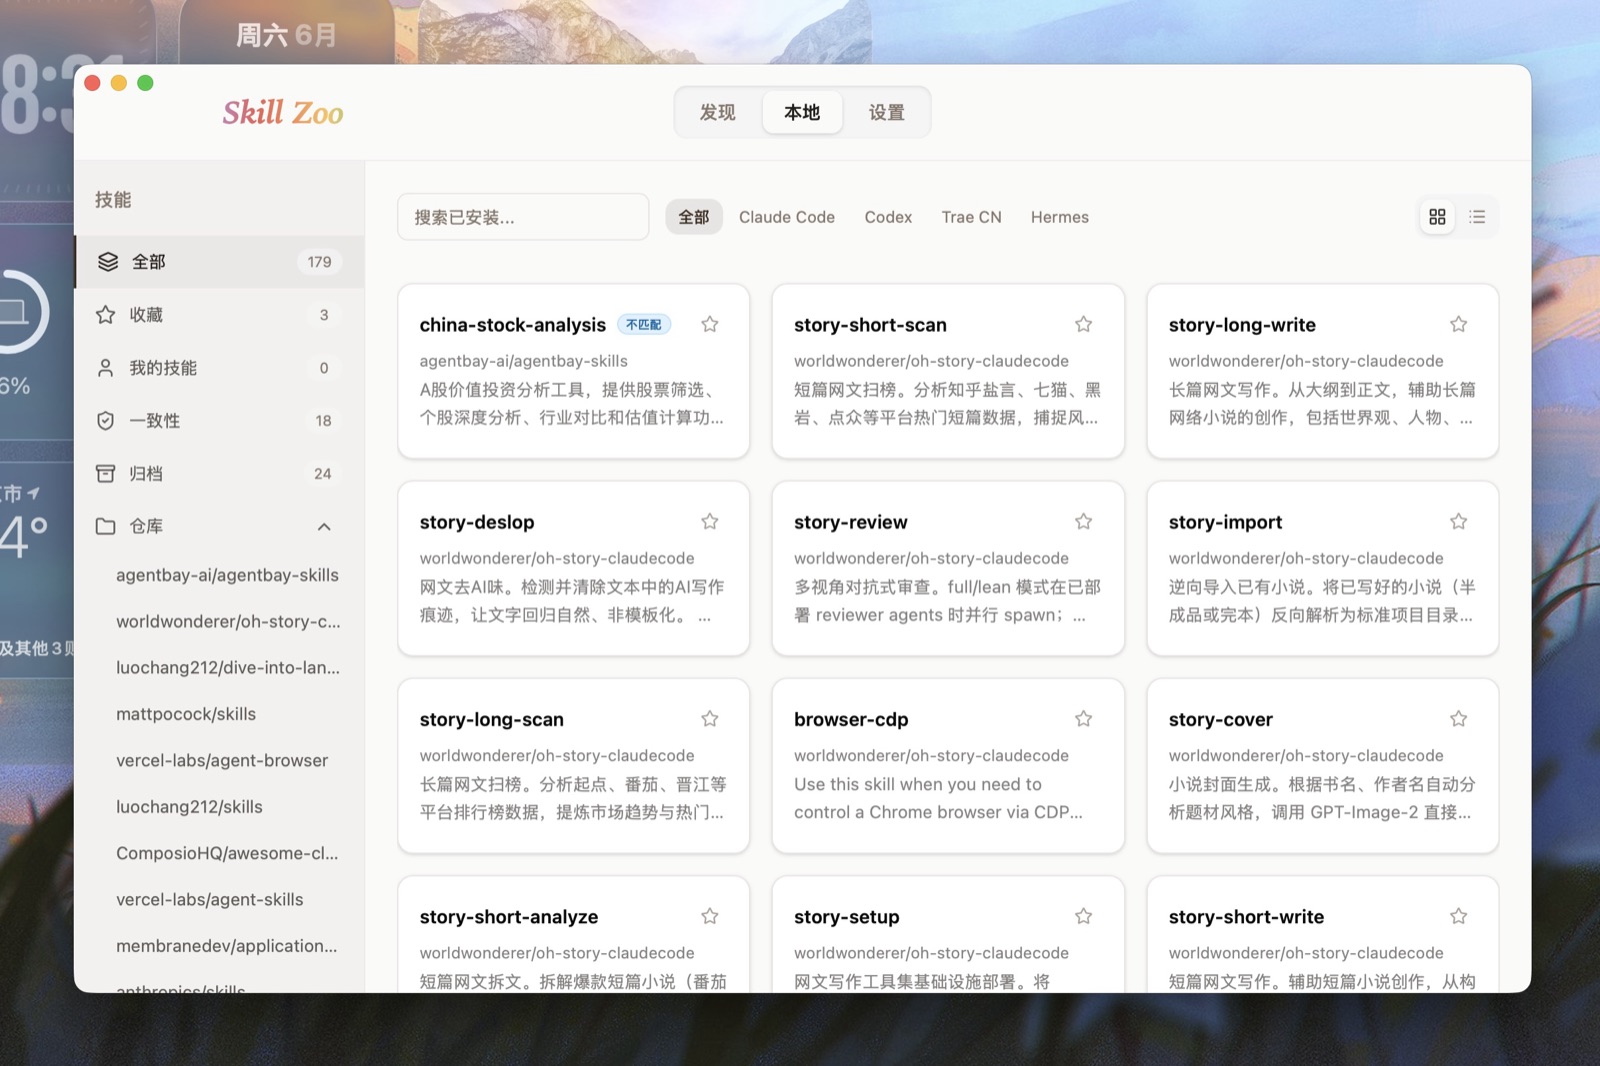 周六 6月
6%
市
4°
及其他 3 则
Skill Zoo
发现
本地
设置
技能
全部
179
收藏
3
我的技能
0
一致性
18
归档
24
仓库
agentbay-ai/agentbay-skills
worldwonderer/oh-story-c...
luochang212/dive-into-lan...
mattpocock/skills
vercel-labs/agent-browser
luochang212/skills
ComposioHQ/awesome-cl...
vercel-labs/agent-skills
membranedev/application...
anthropics/skills
搜索已安装...
全部
Claude Code
Codex
Trae CN
Hermes
china-stock-analysis 不匹配
agentbay-ai/agentbay-skills
A股价值投资分析工具，提供股票筛选、
个股深度分析、行业对比和估值计算功...
story-short-scan
worldwonderer/oh-story-claudecode
短篇网文扫榜。分析知乎盐言、七猫、黑
岩、点众等平台热门短篇数据，捕捉风...
story-long-write
worldwonderer/oh-story-claudecode
长篇网文写作。从大纲到正文，辅助长篇
网络小说的创作，包括世界观、人物、...
story-deslop
worldwonderer/oh-story-claudecode
网文去AI味。检测并清除文本中的AI写作
痕迹，让文字回归自然、非模板化。 ...
story-review
worldwonderer/oh-story-claudecode
多视角对抗式审查。full/lean 模式在已部
署 reviewer agents 时并行 spawn；...
story-import
worldwonderer/oh-story-claudecode
逆向导入已有小说。将已写好的小说（半
成品或完本）反向解析为标准项目目录...
story-long-scan
worldwonderer/oh-story-claudecode
长篇网文扫榜。分析起点、番茄、晋江等
平台排行榜数据，提炼市场趋势与热门...
browser-cdp
worldwonderer/oh-story-claudecode
Use this skill when you need to
control a Chrome browser via CDP...
story-cover
worldwonderer/oh-story-claudecode
小说封面生成。根据书名、作者名自动分
析题材风格，调用 GPT-Image-2 直接...
story-short-analyze
worldwonderer/oh-story-claudecode
短篇网文拆文。拆解爆款短篇小说（番茄
story-setup
worldwonderer/oh-story-claudecode
网文写作工具集基础设施部署。将
story-short-write
worldwonderer/oh-story-claudecode
短篇网文写作。辅助短篇小说创作，从构